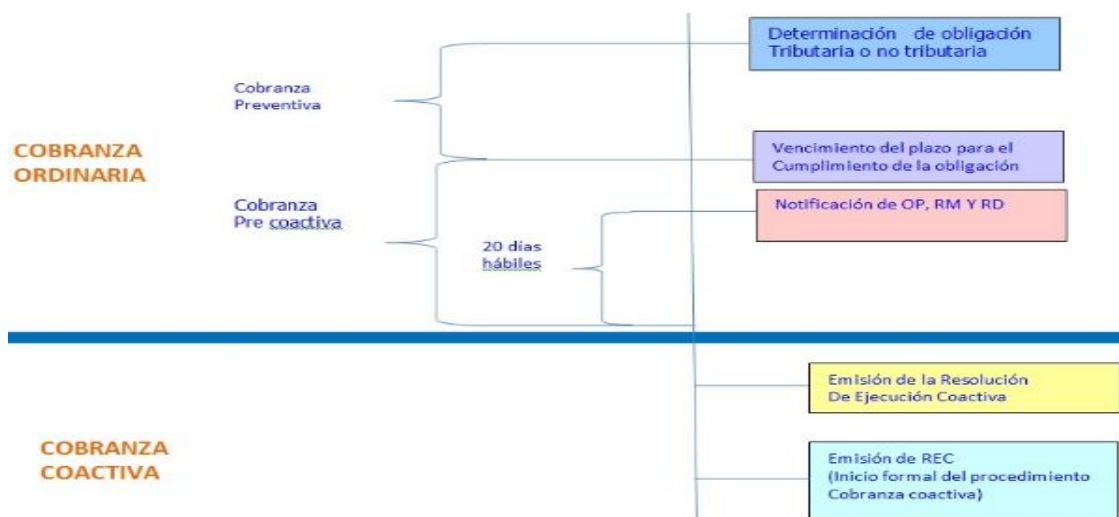 Determinación de obligación
Tributaria o no tributaria
Cobranza
Preventiva
COBRANZA
ORDINARIA
Vencimiento del plazo para el
Cumplimiento de la obligación
Cobranza
Pre coactiva
Notificación de OP, RM Y RD
20 días
hábiles
Emisión de la Resolución
De Ejecución Coactiva
COBRANZA
COACTIVA
Emisión de REC
(Inicio formal del procedimiento
Cobranza coactiva)